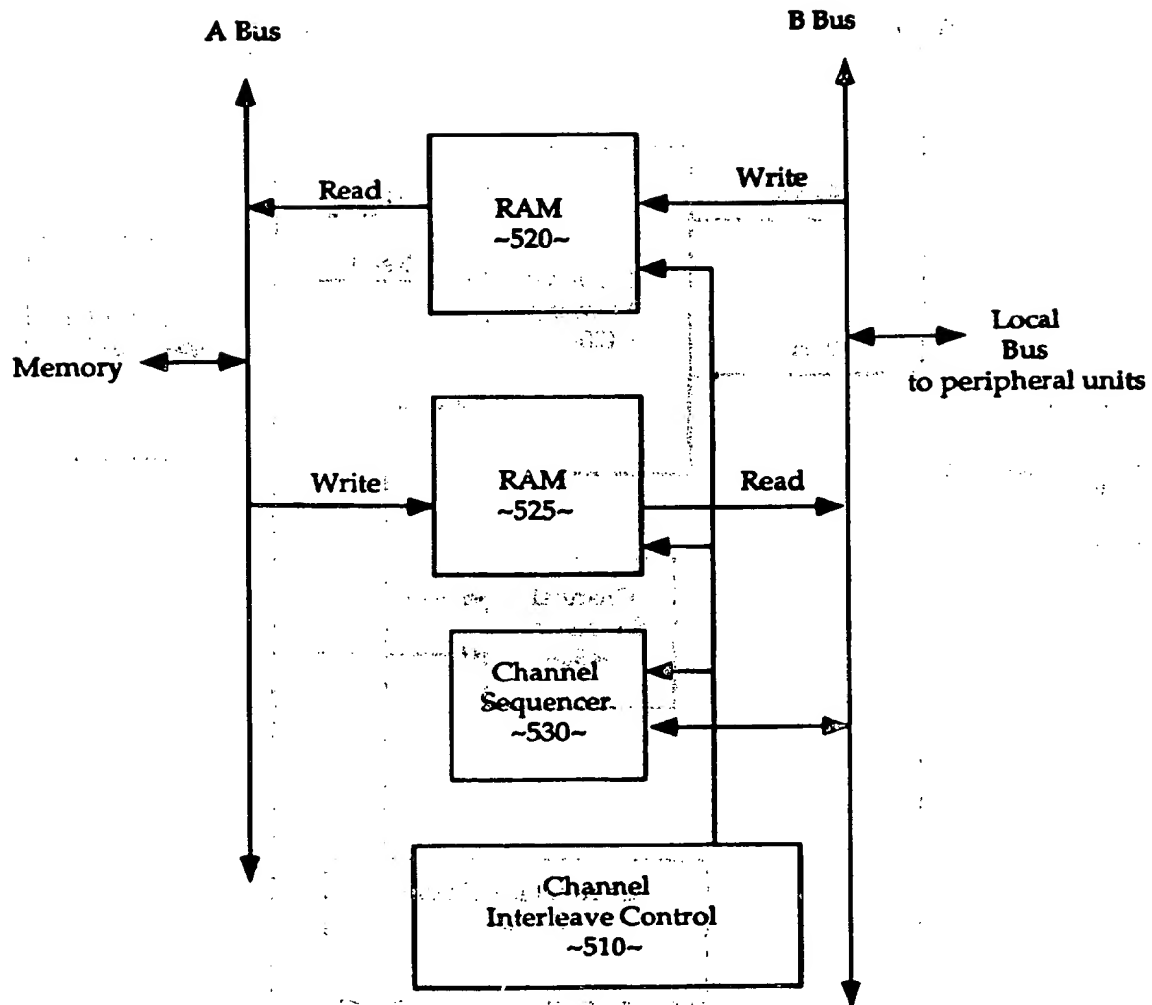 A Bus
B Bus
Read
RAM
~520~
Write
Memory
Local
Bus
to peripheral units
Write
RAM
~525~
Read
Channel
Sequencer
~530~
Channel
Interleave Control
~510~